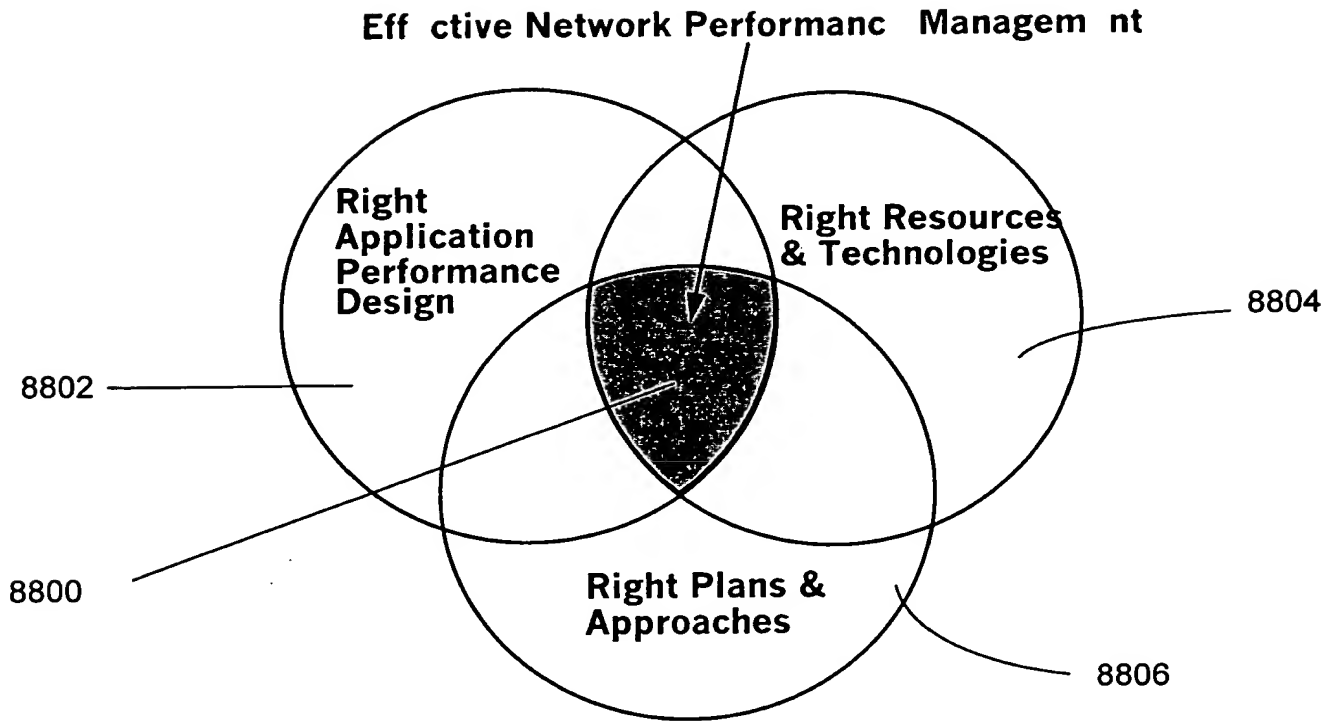 Eff ctive Network Performanc Managem nt
Right
Application
Performance
Design
Right Resources
& Technologies
8804
8802
8800
Right Plans &
Approaches
8806